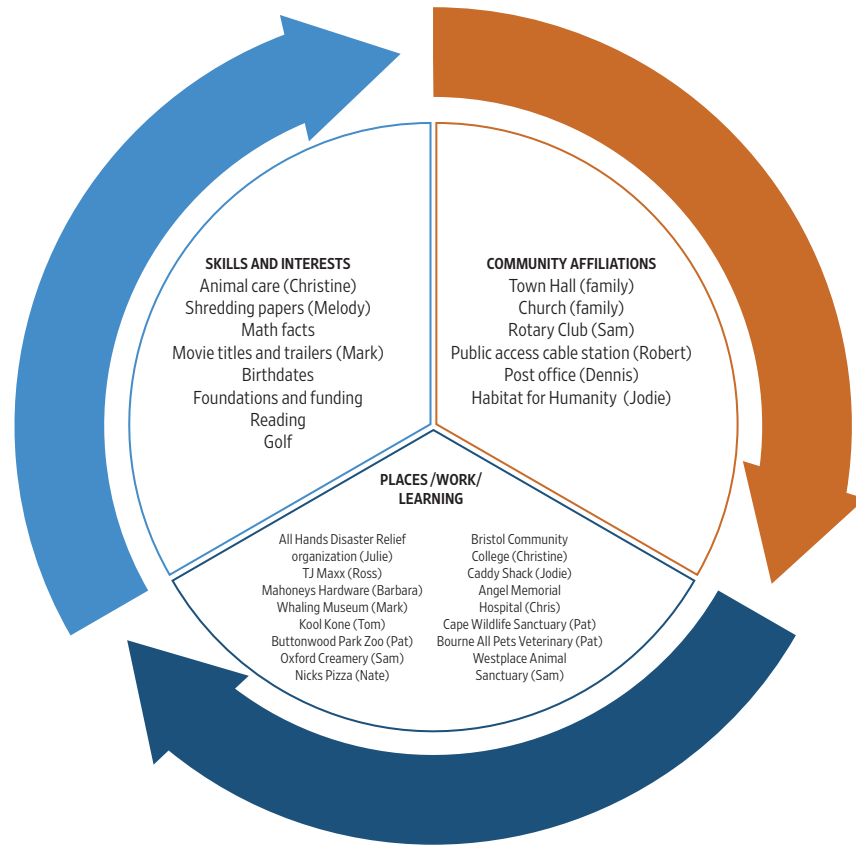 SKILLS AND INTERESTS
Animal care (Christine)
Shredding papers (Melody)
Math facts
Movie titles and trailers (Mark)
Birthdates
Foundations and funding
Reading
Golf
COMMUNITY AFFILIATIONS
Town Hall (family)
Church (family)
Rotary Club (Sam)
Public access cable station (Robert)
Post office (Dennis)
Habitat for Humanity (Jodie)
PLACES /WORK/
LEARNING
All Hands Disaster Relief
organization (Julie)
TJ Maxx (Ross)
Mahoneys Hardware (Barbara)
Whaling Museum (Mark)
Kool Kone (Tom)
Buttonwood Park Zoo (Pat)
Oxford Creamery (Sam)
Nicks Pizza (Nate)
Bristol Community
College (Christine)
Caddy Shack (Jodie)
Angel Memorial
Hospital (Chris)
Cape Wildlife Sanctuary (Pat)
Bourne All Pets Veterinary (Pat)
Westplace Animal
Sanctuary (Sam)